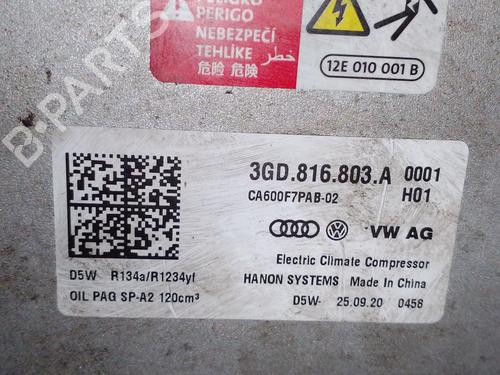 PELIGRO
PERIGO
NEBEZPEČÍ
TEHLİKE خطر
危险 危険
12E 010 001 B
B-PARTS
3GD.816.803.A 0001
CA600F7PAB-02 H01
VW AG
Electric Climate Compressor
D5W R134a/R1234yf
HANON SYSTEMS Made in China
OIL PAG SP-A2 120cm³
D5W- 25.09.20 0458